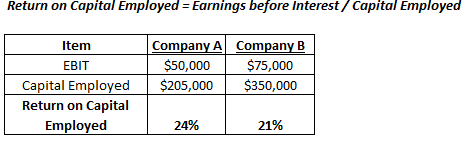 Return on Capital Employed = Earnings before Interest / Capital Employed
Item Company A Company B
EBIT $50,000 $75,000
Capital Employed $205,000 $350,000
Return on Capital
Employed 24% 21%